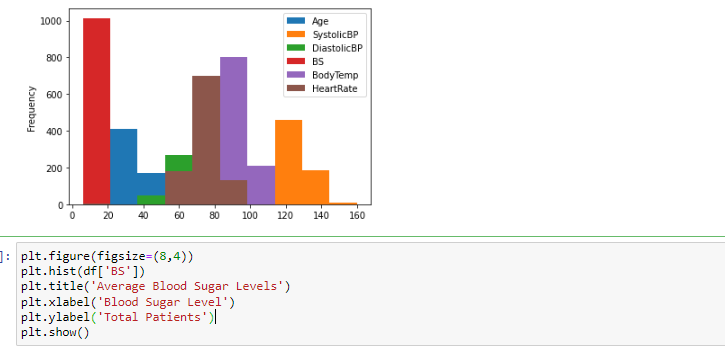 1000
800
600
400
200
0
Frequency
Age
SystolicBP
DiastolicBP
BS
BodyTemp
HeartRate
0 20 40 60 80 100 120 140 160
]: plt.figure(figsize=(8,4))
plt.hist(df['BS'])
plt.title('Average Blood Sugar Levels')
plt.xlabel('Blood Sugar Level')
plt.ylabel('Total Patients')
plt.show()